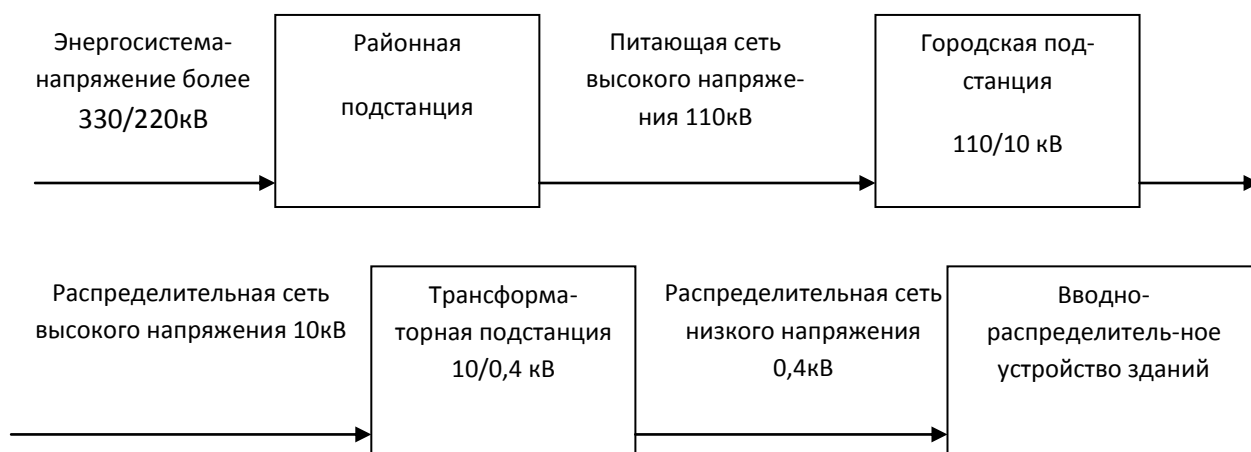 Энергосистема-
напряжение более
330/220кВ
Районная
подстанция
Питающая сеть
высокого напряже-
ния 110кВ
Городская под-
станция
110/10 кВ
Распределительная сеть
высокого напряжения 10кВ
Трансформа-
торная подстанция
10/0,4 кВ
Распределительная сеть
низкого напряжения
0,4кВ
Вводно-
распределитель-ное
устройство зданий